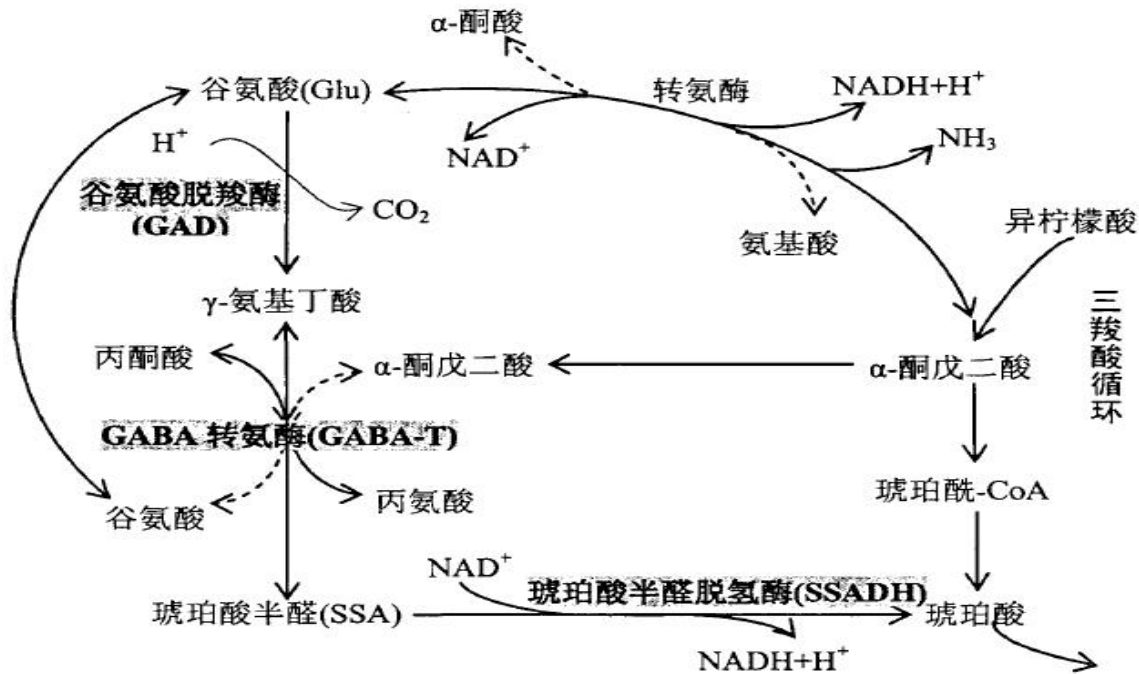 α-酮酸
谷氨酸(Glu)
转氨酶
NADH+H⁺
H⁺
NAD⁺
NH₃
谷氨酸脱羧酶
(GAD)
CO₂
氨基酸
异柠檬酸
γ-氨基丁酸
三羧酸循环
丙酮酸
α-酮戊二酸
α-酮戊二酸
GABA 转氨酶(GABA-T)
谷氨酸
丙氨酸
琥珀酰-CoA
NAD⁺
琥珀酸半醛脱氢酶(SSADH)
琥珀酸半醛(SSA)
琥珀酸
NADH+H⁺